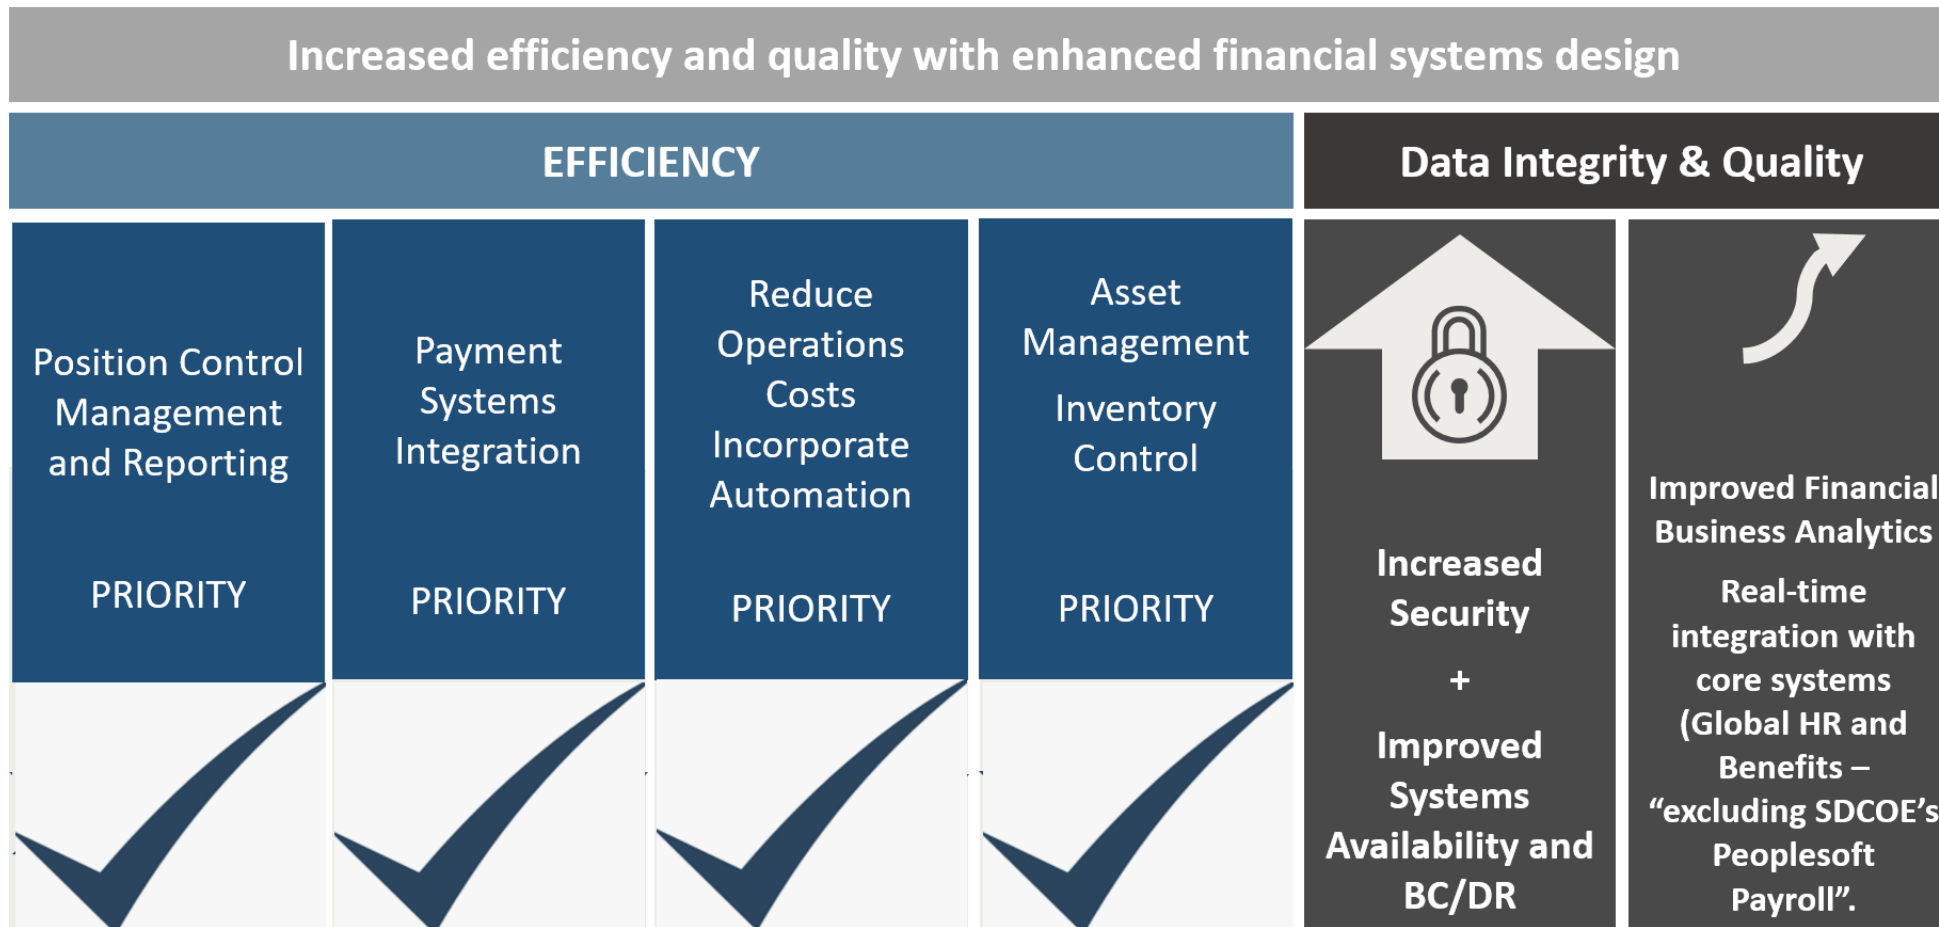 Increased efficiency and quality with enhanced financial systems design
EFFICIENCY
Data Integrity & Quality
Position Control
Management
and Reporting
PRIORITY
Payment
Systems
Integration
PRIORITY
Reduce
Operations
Costs
Incorporate
Automation
PRIORITY
Asset
Management
Inventory
Control
PRIORITY
Increased
Security
+
Improved
Systems
Availability and
BC/DR
Improved Financial
Business Analytics
Real-time
integration with
core systems
(Global HR and
Benefits –
“excluding SDCOE’s
Peoplesoft
Payroll”.